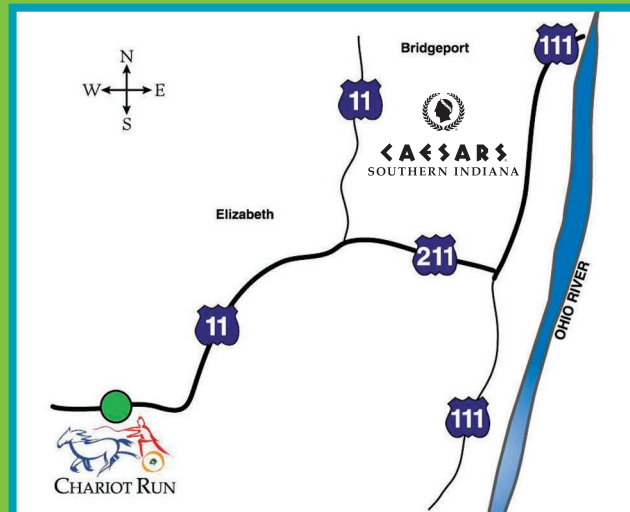 N
W
E
S
Bridgeport
111
11
CAESARS
SOUTHERN INDIANA
Elizabeth
211
OHIO RIVER
11
111
CHARIOT RUN